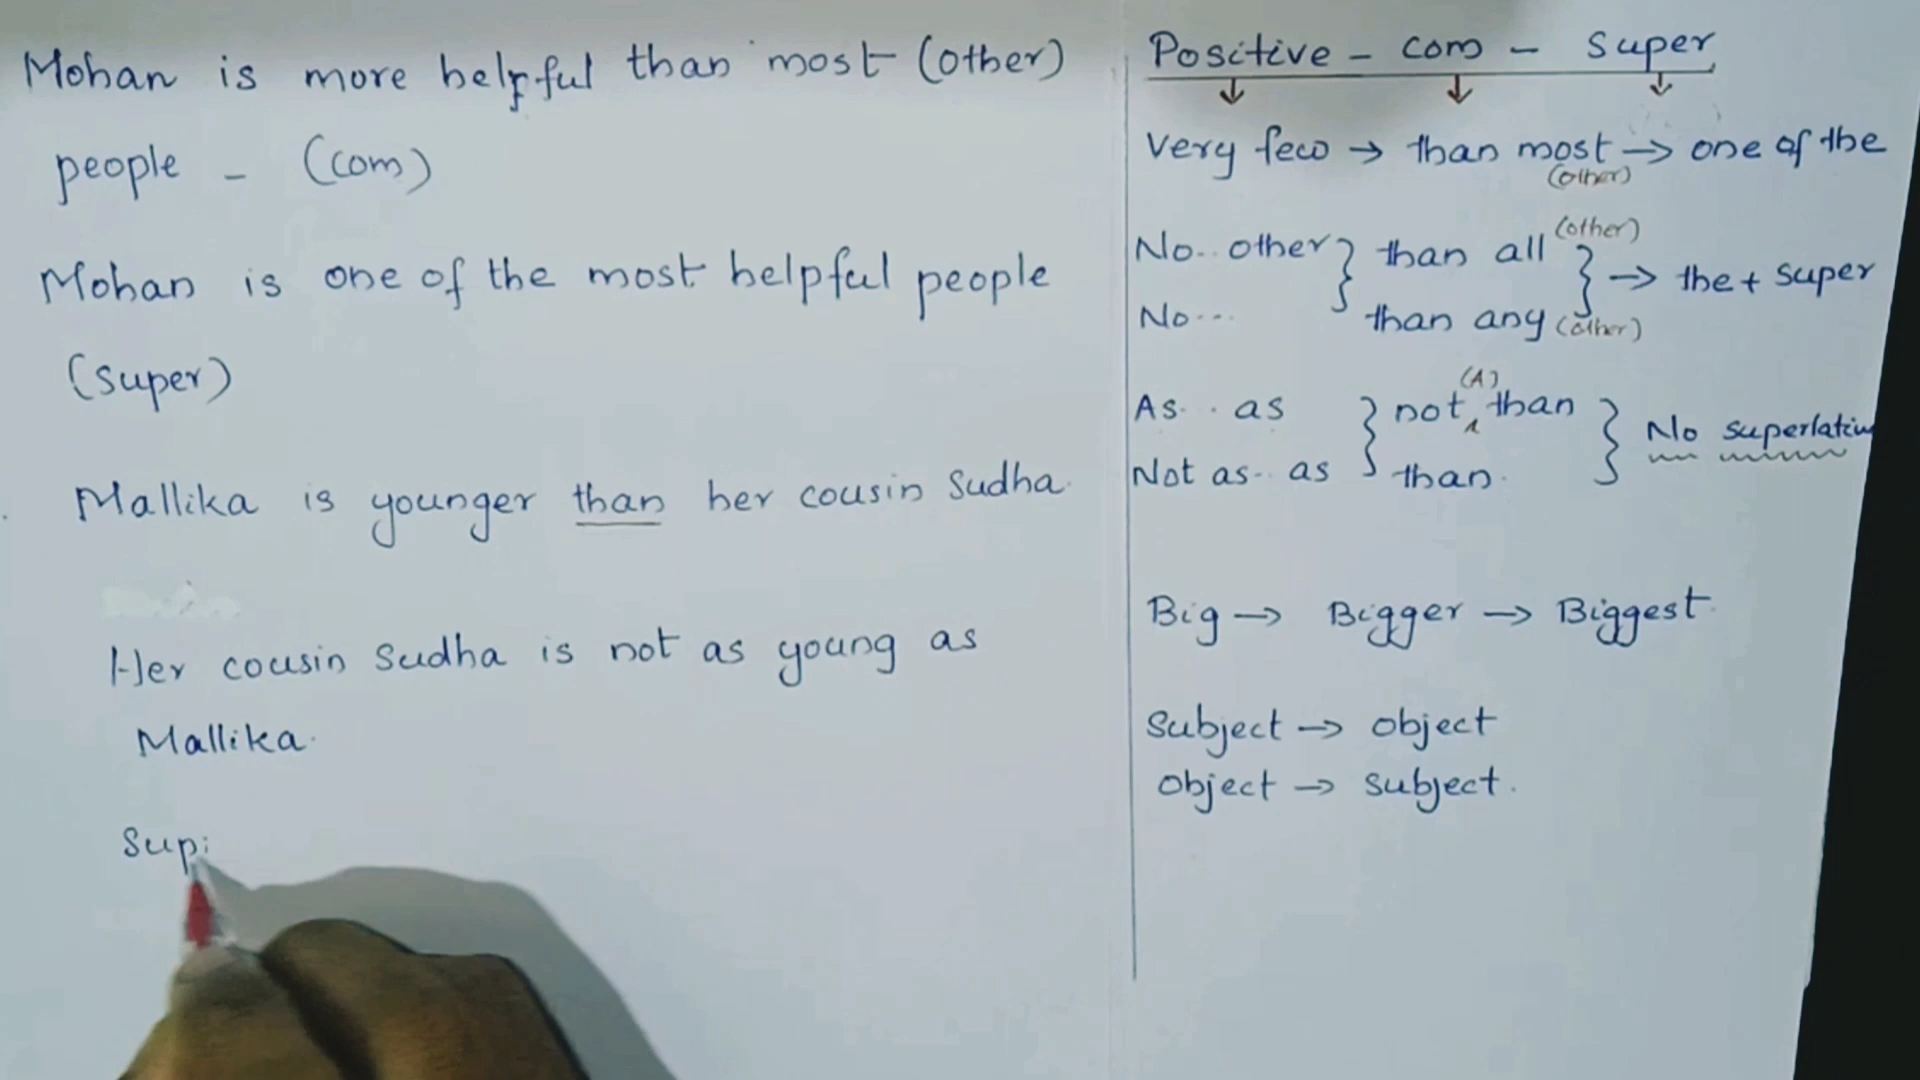 Mohan is more helpful than most (other)
people - (com)
Mohan is one of the most helpful people
(super)
Mallika is younger than her cousin Sudha.
Her cousin Sudha is not as young as
Mallika.
Sup:
Positive - com - super
Very few → than most → one of the
(other)
No.. other } than all (other) } → the + super
No... than any (other)
As.. as } not (A) than } No superlative
Not as.. as than.
Big → Bigger → Biggest.
Subject → object
Object → subject.